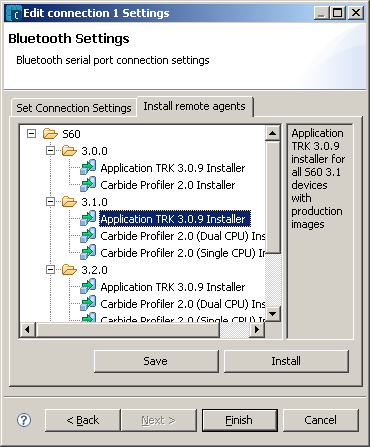 Edit connection 1 Settings
Bluetooth Settings
Bluetooth serial port connection settings
Set Connection Settings
Install remote agents
S60
3.0.0
Application TRK 3.0.9 Installer
Carbide Profiler 2.0 Installer
3.1.0
Application TRK 3.0.9 Installer
Carbide Profiler 2.0 (Dual CPU) Ins
Carbide Profiler 2.0 (Single CPU) In
3.2.0
Application TRK 3.0.9 Installer
Carbide Profiler 2.0 (Dual CPU) Ins
Carbide Profiler 2.0 (Single CPU) In
Application
TRK 3.0.9
installer for
all S60 3.1
devices
with
production
images
Save
Install
?
< Back
Next >
Finish
Cancel